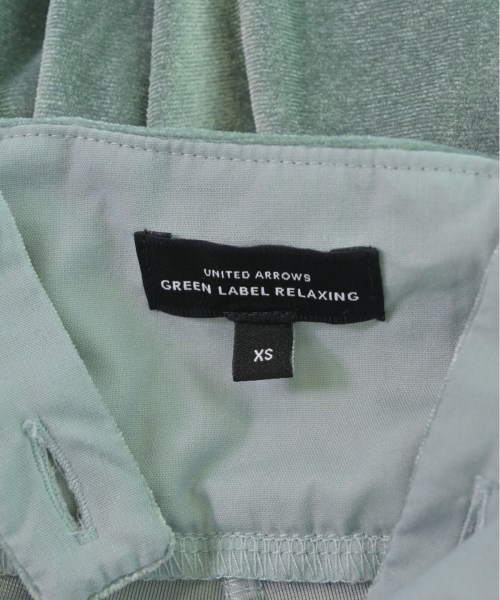 UNITED ARROWS
GREEN LABEL RELAXING
XS